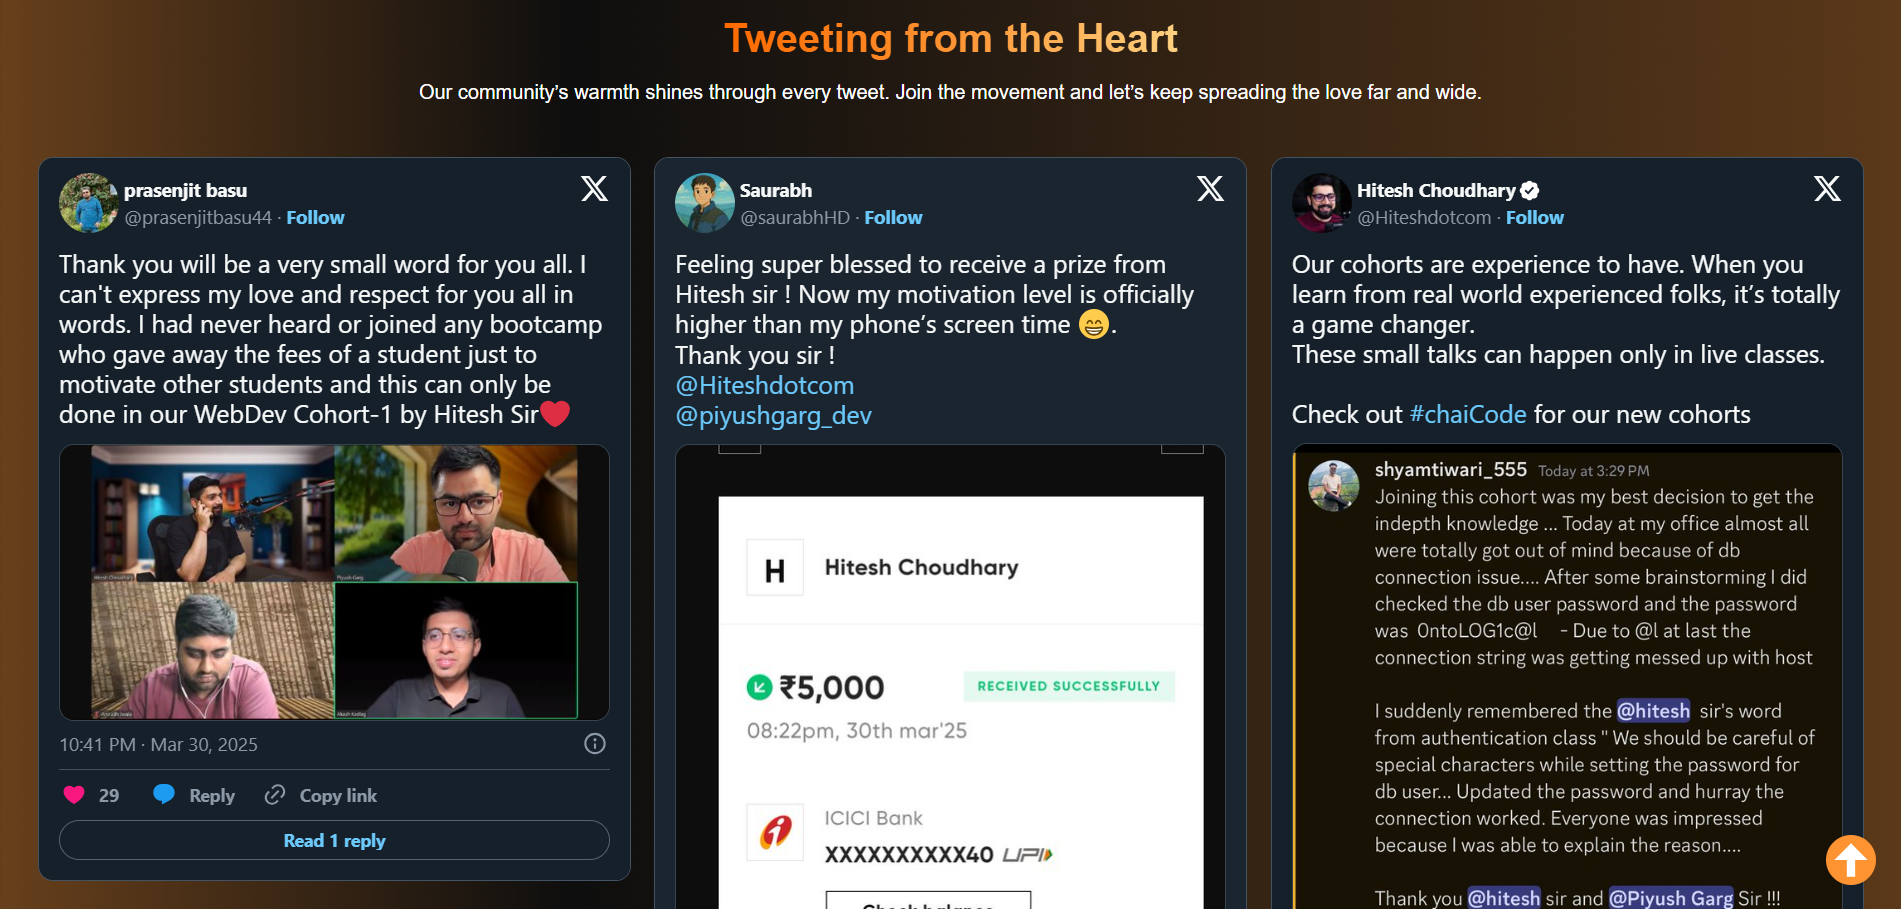 Tweeting from the Heart
Our community's warmth shines through every tweet. Join the movement and let's keep spreading the love far and wide.
prasenjit basu
@prasenjitbasu44 · Follow
Thank you will be a very small word for you all. I
can't express my love and respect for you all in
words. I had never heard or joined any bootcamp
who gave away the fees of a student just to
motivate other students and this can only be
done in our WebDev Cohort-1 by Hitesh Sir❤️
Hitesh Choudhary
Piyush Garg
Anirudh Jwala
Akash Kadlag
10:41 PM · Mar 30, 2025
29 Reply Copy link
Read 1 reply
Saurabh
@saurabhHD · Follow
Feeling super blessed to receive a prize from
Hitesh sir ! Now my motivation level is officially
higher than my phone’s screen time 😁.
Thank you sir !
@Hiteshdotcom
@piyushgarg_dev
H
Hitesh Choudhary
₹5,000
RECEIVED SUCCESSFULLY
08:22pm, 30th mar'25
ICICI Bank
XXXXXXXXXX40 UPI
Check balance
Hitesh Choudhary
@Hiteshdotcom · Follow
Our cohorts are experience to have. When you
learn from real world experienced folks, it’s totally
a game changer.
These small talks can happen only in live classes.
Check out #chaiCode for our new cohorts
shyamtiwari_555 Today at 3:29 PM
Joining this cohort was my best decision to get the
indepth knowledge ... Today at my office almost all
were totally got out of mind because of db
connection issue.... After some brainstorming I did
checked the db user password and the password
was 0ntoLOG1c@l - Due to @l at last the
connection string was getting messed up with host
I suddenly remembered the @hitesh sir's word
from authentication class " We should be careful of
special characters while setting the password for
db user... Updated the password and hurray the
connection worked. Everyone was impressed
because I was able to explain the reason....
Thank you @hitesh sir and @Piyush Garg Sir !!!